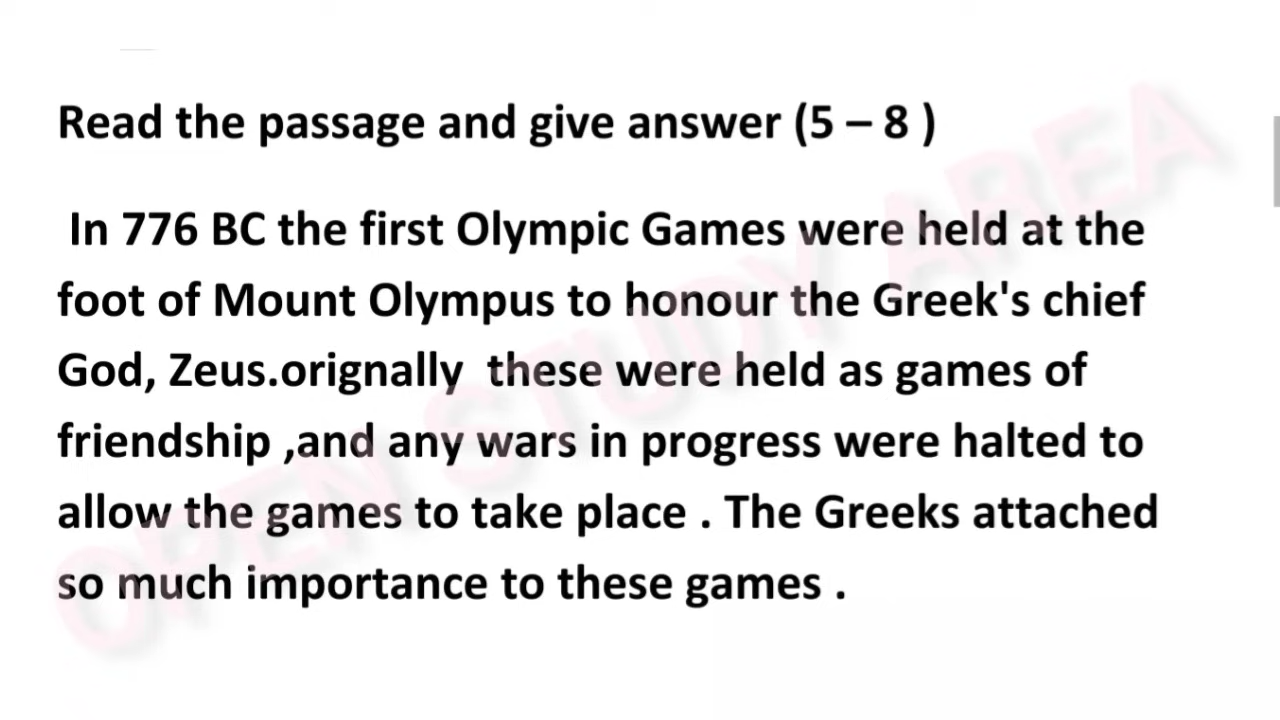 Read the passage and give answer (5 – 8 )
In 776 BC the first Olympic Games were held at the
foot of Mount Olympus to honour the Greek's chief
God, Zeus.orignally  these were held as games of
friendship ,and any wars in progress were halted to
allow the games to take place . The Greeks attached
so much importance to these games .
OPEN STUDY AREA